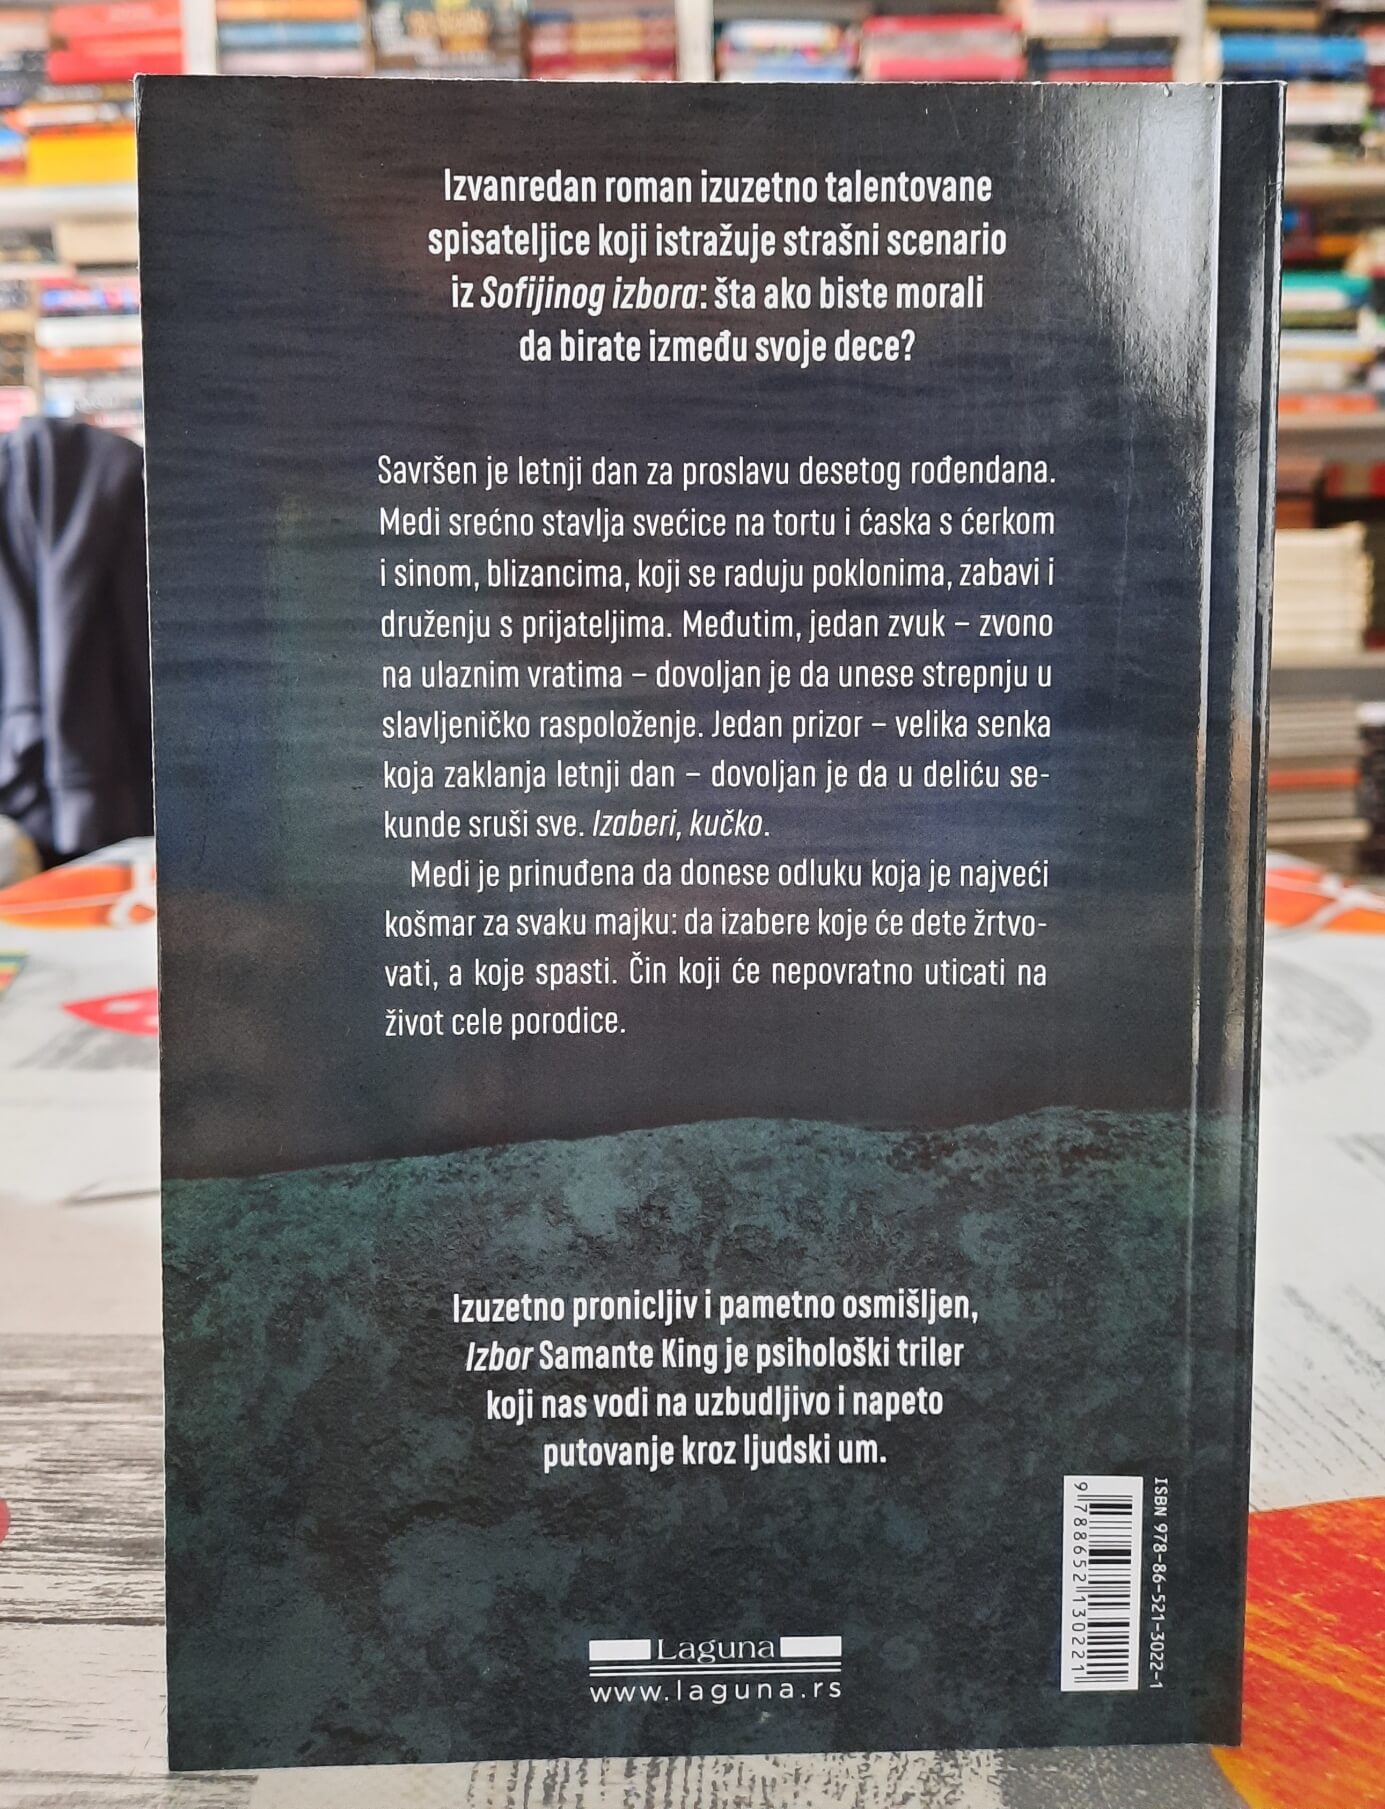 Izvanredan roman izuzetno talentovane
spisateljice koji istražuje strašni scenario
iz Sofijinog izbora: šta ako biste morali
da birate između svoje dece?
Savršen je letnji dan za proslavu desetog rođendana.
Medi srećno stavlja svećice na tortu i ćaska s ćerkom
i sinom, blizancima, koji se raduju poklonima, zabavi i
druženju s prijateljima. Međutim, jedan zvuk – zvono
na ulaznim vratima – dovoljan je da unese strepnju u
slavljeničko raspoloženje. Jedan prizor – velika senka
koja zaklanja letnji dan – dovoljan je da u deliću se-
kunde sruši sve. Izaberi, kučko.
Medi je prinuđena da donese odluku koja je najveći
košmar za svaku majku: da izabere koje će dete žrtvo-
vati, a koje spasti. Čin koji će nepovratno uticati na
život cele porodice.
Izuzetno pronicljiv i pametno osmišljen,
Izbor Samante King je psihološki triler
koji nas vodi na uzbudljivo i napeto
putovanje kroz ljudski um.
ISBN 978-86-521-3022-1
9 788652 130221
Laguna
www.laguna.rs